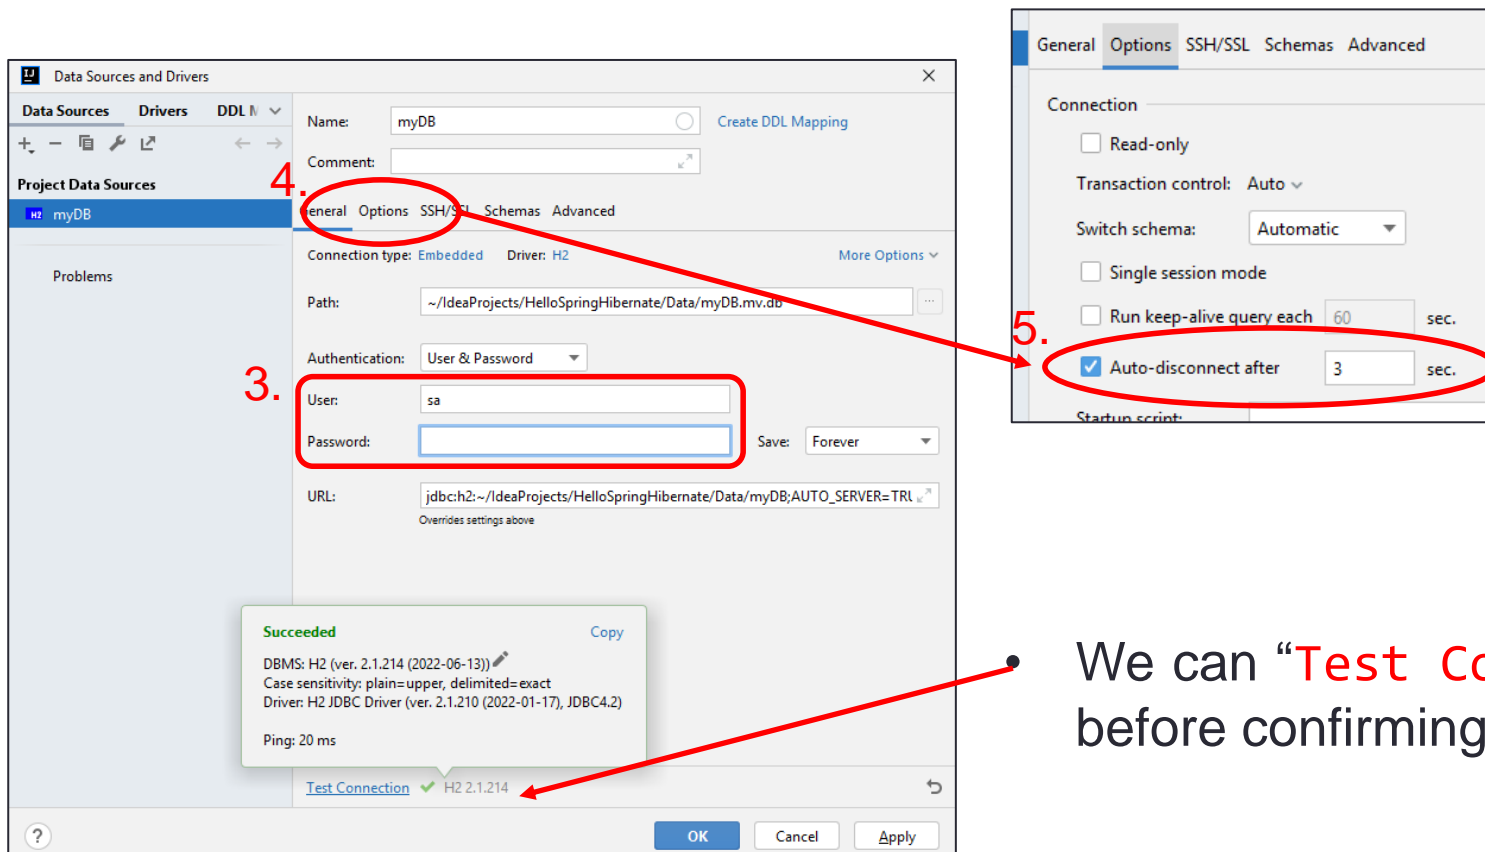 Data Sources and Drivers
Data Sources Drivers DDL
Project Data Sources
H2 myDB
Problems
Name: myDB
Create DDL Mapping
Comment:
4.
General Options SSH/SSL Schemas Advanced
Connection type: Embedded Driver: H2 More Options
Path: ~/IdeaProjects/HelloSpringHibernate/Data/myDB.mv.db
Authentication: User & Password
3.
User: sa
Password:
Save: Forever
URL: jdbc:h2:~/IdeaProjects/HelloSpringHibernate/Data/myDB;AUTO_SERVER=TRU
Overrides settings above
Succeeded Copy
DBMS: H2 (ver. 2.1.214 (2022-06-13))
Case sensitivity: plain=upper, delimited=exact
Driver: H2 JDBC Driver (ver. 2.1.210 (2022-01-17), JDBC4.2)
Ping: 20 ms
Test Connection H2 2.1.214
? OK Cancel Apply
General Options SSH/SSL Schemas Advanced
Connection
Read-only
Transaction control: Auto
Switch schema: Automatic
Single session mode
Run keep-alive query each 60 sec.
5.
Auto-disconnect after 3 sec.
Startup script:
• We can “Test Co
before confirming